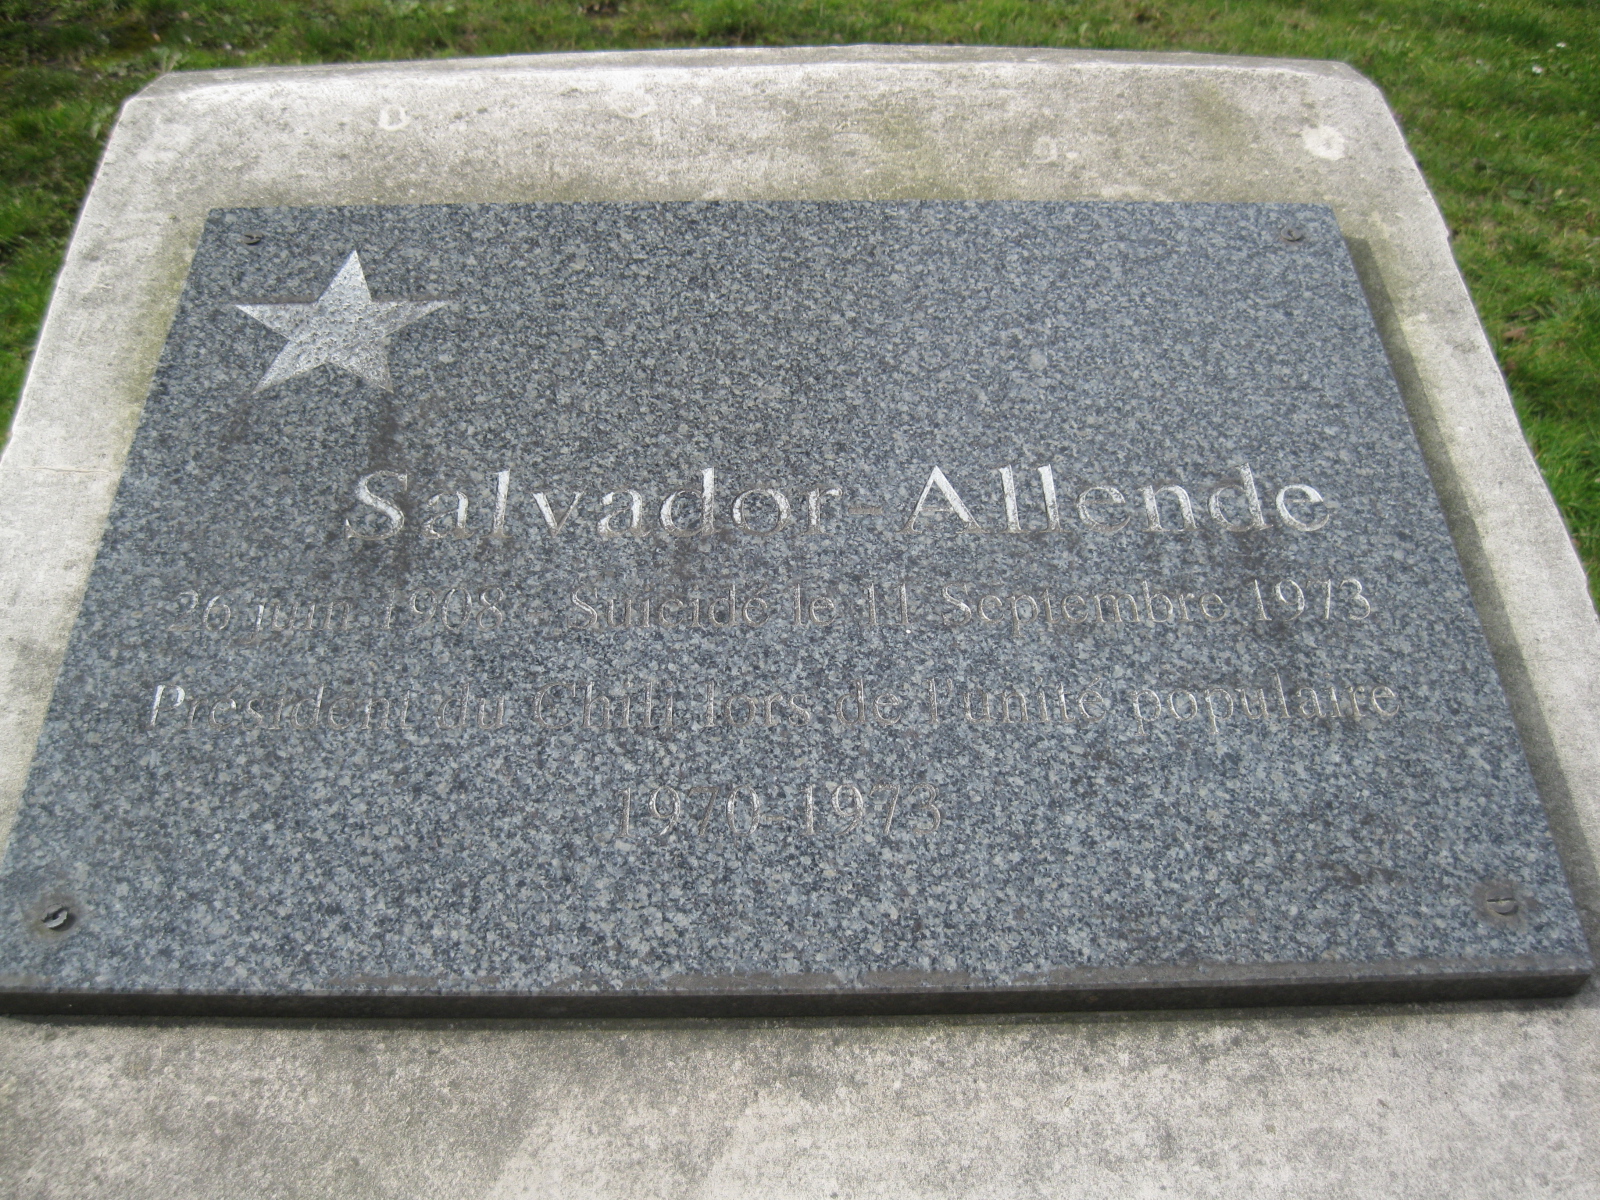 Salvador-Allende
26 juin 1908 - Suicidé le 11 Septembre 1973
Président du Chili lors de l'unité populaire
1970-1973